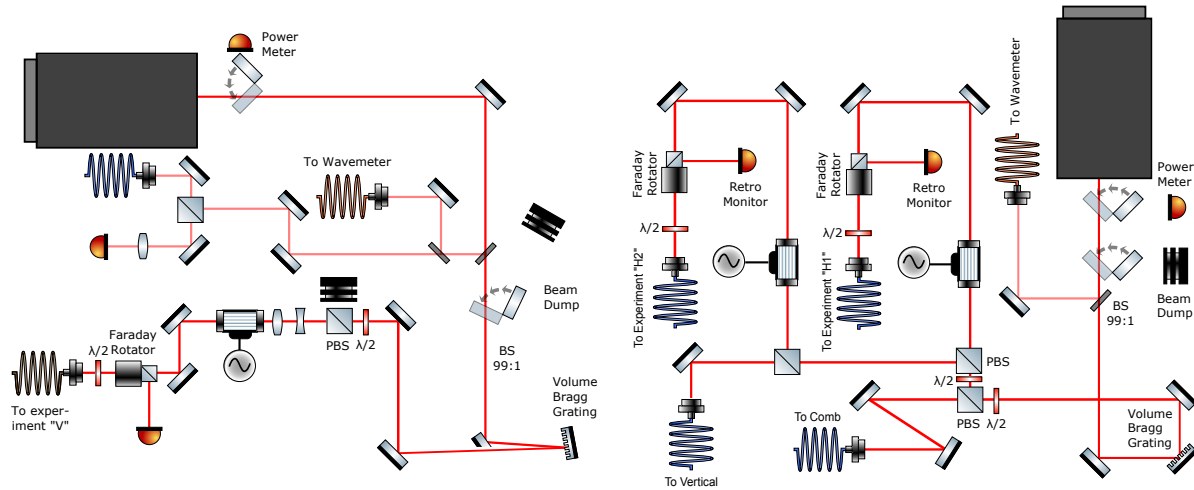 Power
Meter
To Wavemeter
Beam
Dump
Faraday
Rotator
λ/2
PBS
λ/2
BS
99:1
Volume
Bragg
Grating
To exper-
iment "V"
To Wavemeter
Power
Meter
Faraday
Rotator
Retro
Monitor
λ/2
To Experiment "H2"
Faraday
Rotator
Retro
Monitor
λ/2
To Experiment "H1"
BS
99:1
Beam
Dump
PBS
λ/2
PBS
λ/2
To Comb
Volume
Bragg
Grating
To Vertical